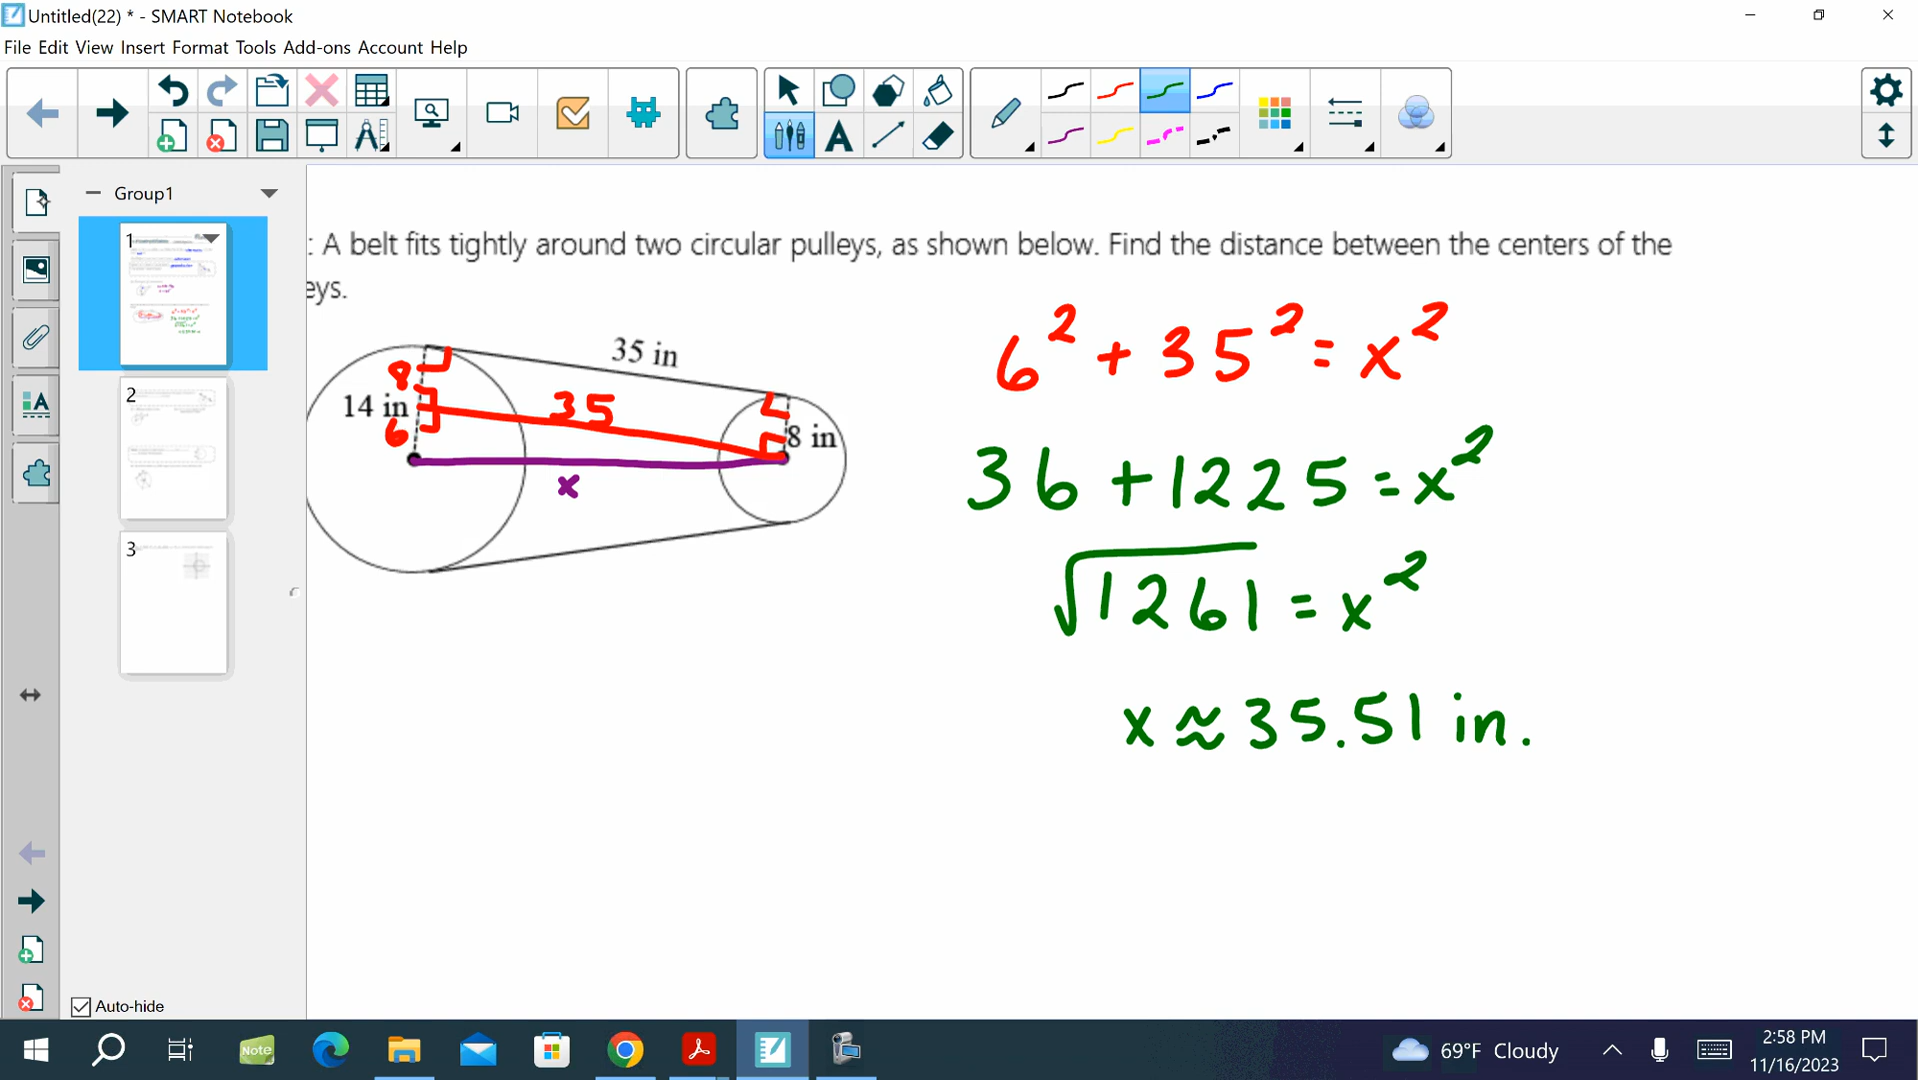 Untitled(22) * - SMART Notebook
File Edit View Insert Format Tools Add-ons Account Help
Group1
1
2
3
Auto-hide
: A belt fits tightly around two circular pulleys, as shown below. Find the distance between the centers of the
eys.
35 in
8
14 in
35
6
8 in
x
6² + 35² = x²
36 + 1225 = x²
√1261 = x²
x ≈ 35.51 in.
Note
69°F Cloudy
2:58 PM
11/16/2023